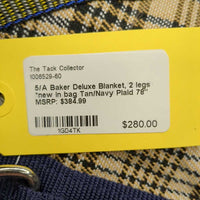 The Tack Collector
1006529-60
5/A Baker Deluxe Blanket, 2 legs
*new in bag Tan/Navy Plaid 78"
MSRP: $384.99
1GD4TK
$280.00